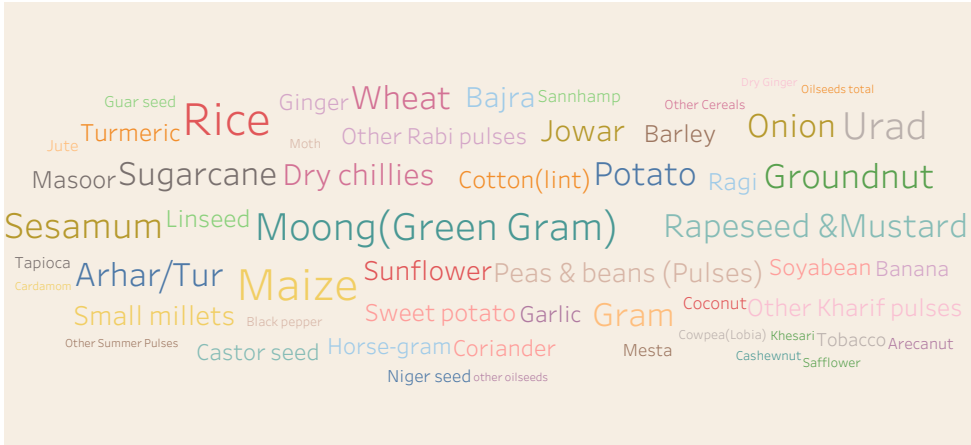 Dry Ginger Oilseeds total
Guar seed Rice Ginger Wheat Bajra Sannhamp Other Cereals
Jute Turmeric Moth Other Rabi pulses Jowar Barley Onion Urad
Masoor Sugarcane Dry chillies Cotton(lint) Potato Ragi Groundnut
Sesamum Linseed Moong(Green Gram) Rapeseed &Mustard
Tapioca Arhar/Tur Maize Sunflower Peas & beans (Pulses) Soyabean Banana
Cardamom
Small millets Black pepper Sweet potato Garlic Gram Coconut Other Kharif pulses
Other Summer Pulses Castor seed Horse-gram Coriander Mesta Cowpea(Lobia) Khesari Tobacco Arecanut
Cashewnut Safflower
Niger seed other oilseeds